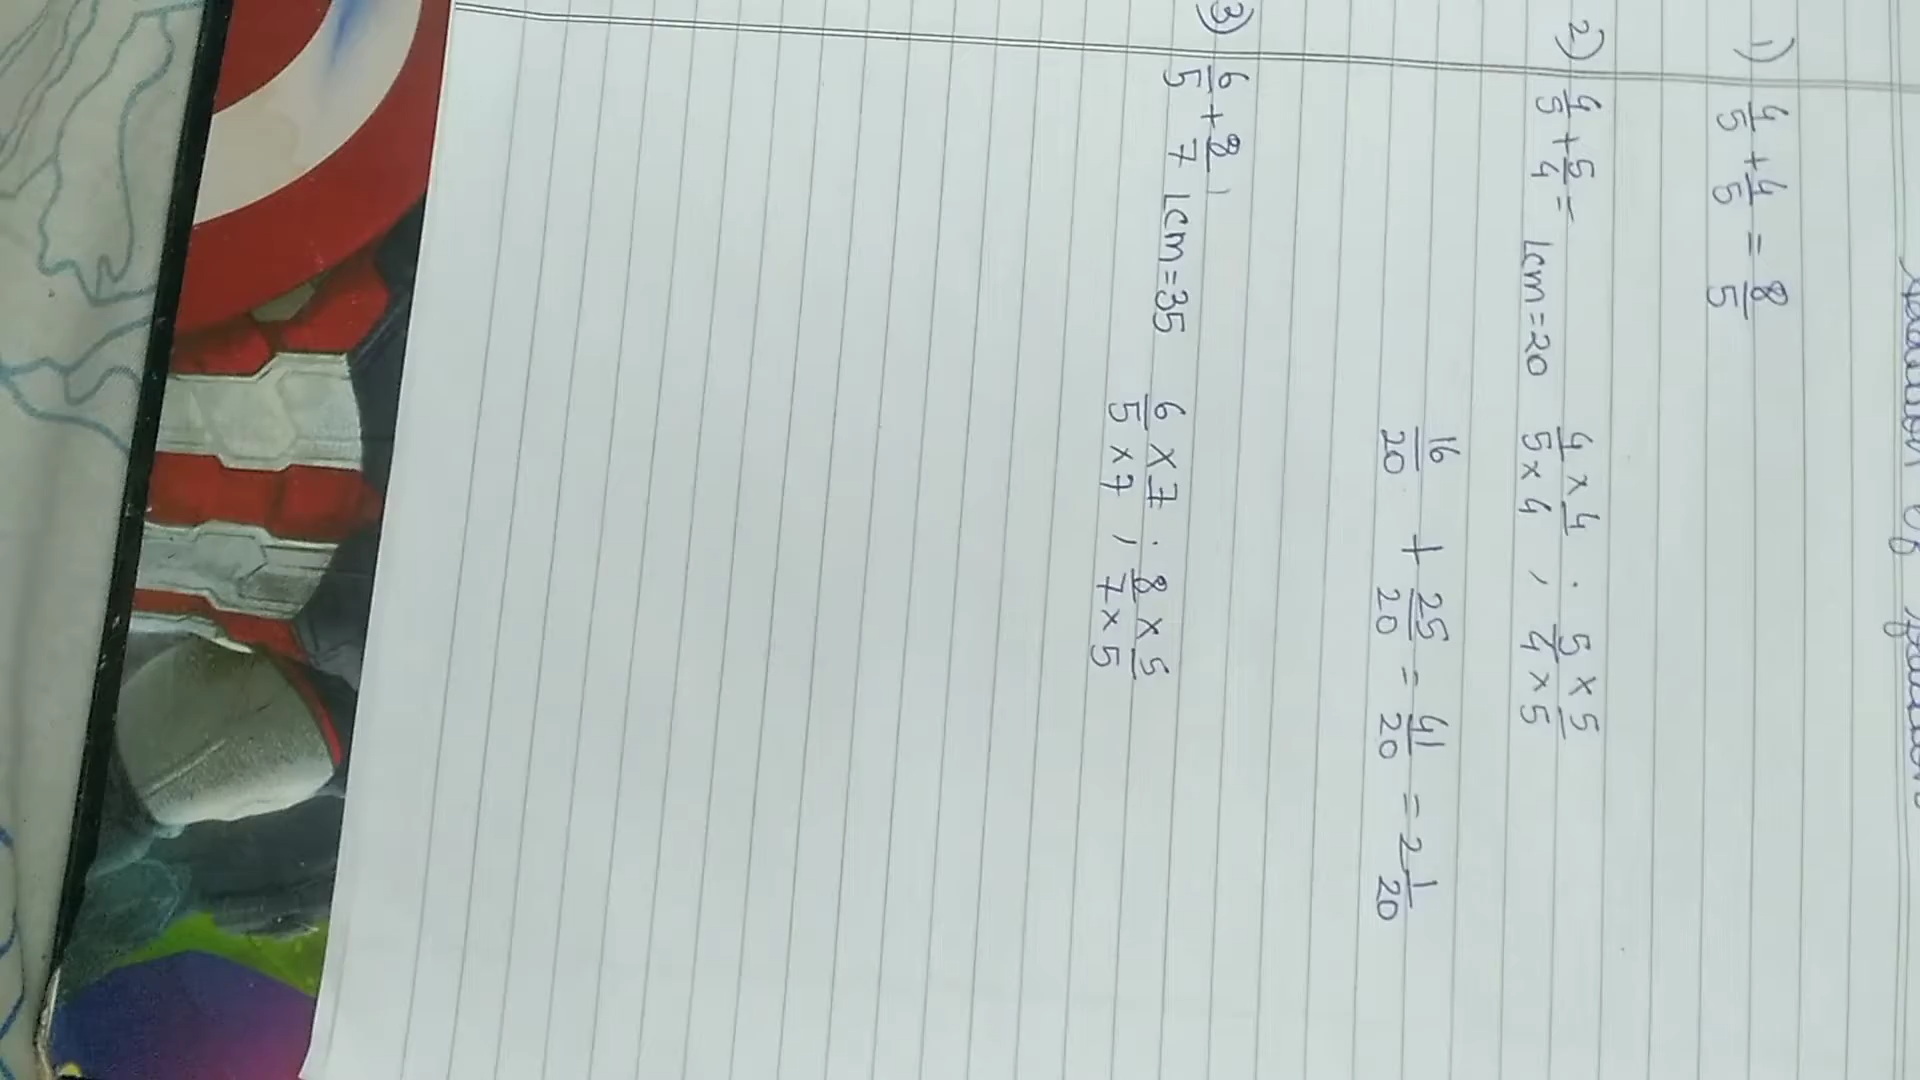 Addition of fractions
1) 4/5 + 4/5 = 8/5
2) 4/5 + 5/4 = lcm = 20 4/5 × 4/4 ; 5/4 × 5/5
16/20 + 25/20 = 41/20 = 2 1/20
3) 6/5 + 8/7 , lcm = 35 6/5 × 7/7 ; 8/7 × 5/5